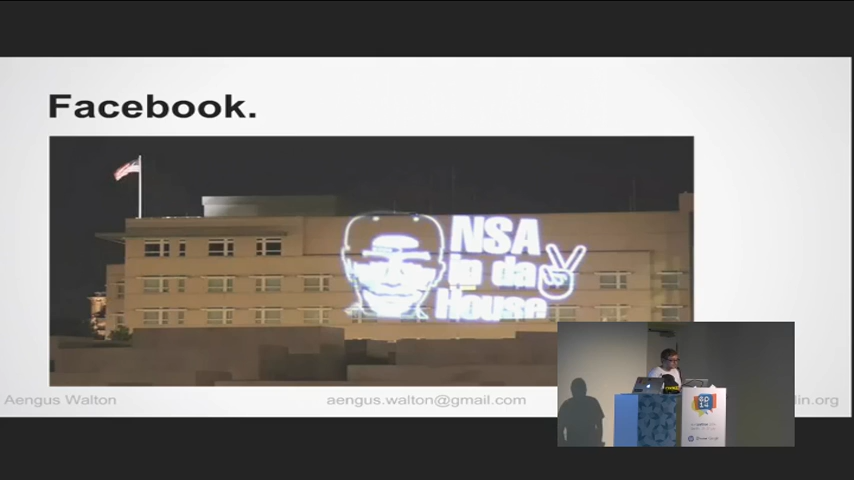 Facebook.
NSA
in da
House
Aengus Walton
aengus.walton@gmail.com
lin.org